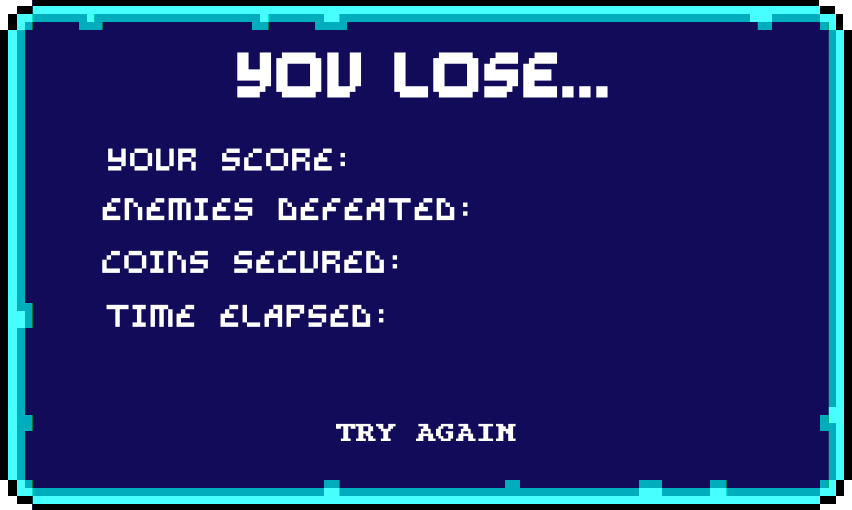 YOU LOSE...
YOUR SCORE:
ENEMIES DEFEATED:
COINS SECURED:
TIME ELAPSED:
TRY AGAIN